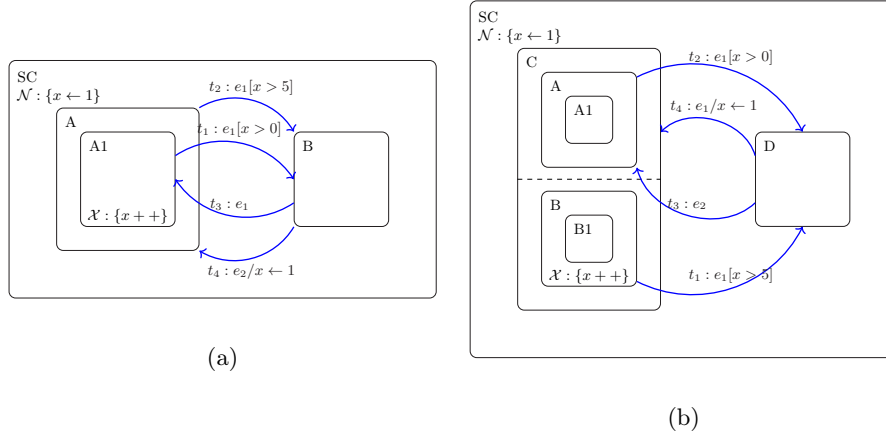 SC
𝒩 : {x ← 1}
A
t₂ : e₁[x > 5]
t₁ : e₁[x > 0]
A1
B
𝒳 : {x + +}
t₃ : e₁
t₄ : e₂/x ← 1
(a)
SC
𝒩 : {x ← 1}
C
t₂ : e₁[x > 0]
A
t₄ : e₁/x ← 1
A1
D
t₃ : e₂
B
B1
𝒳 : {x + +}
t₁ : e₁[x > 5]
(b)